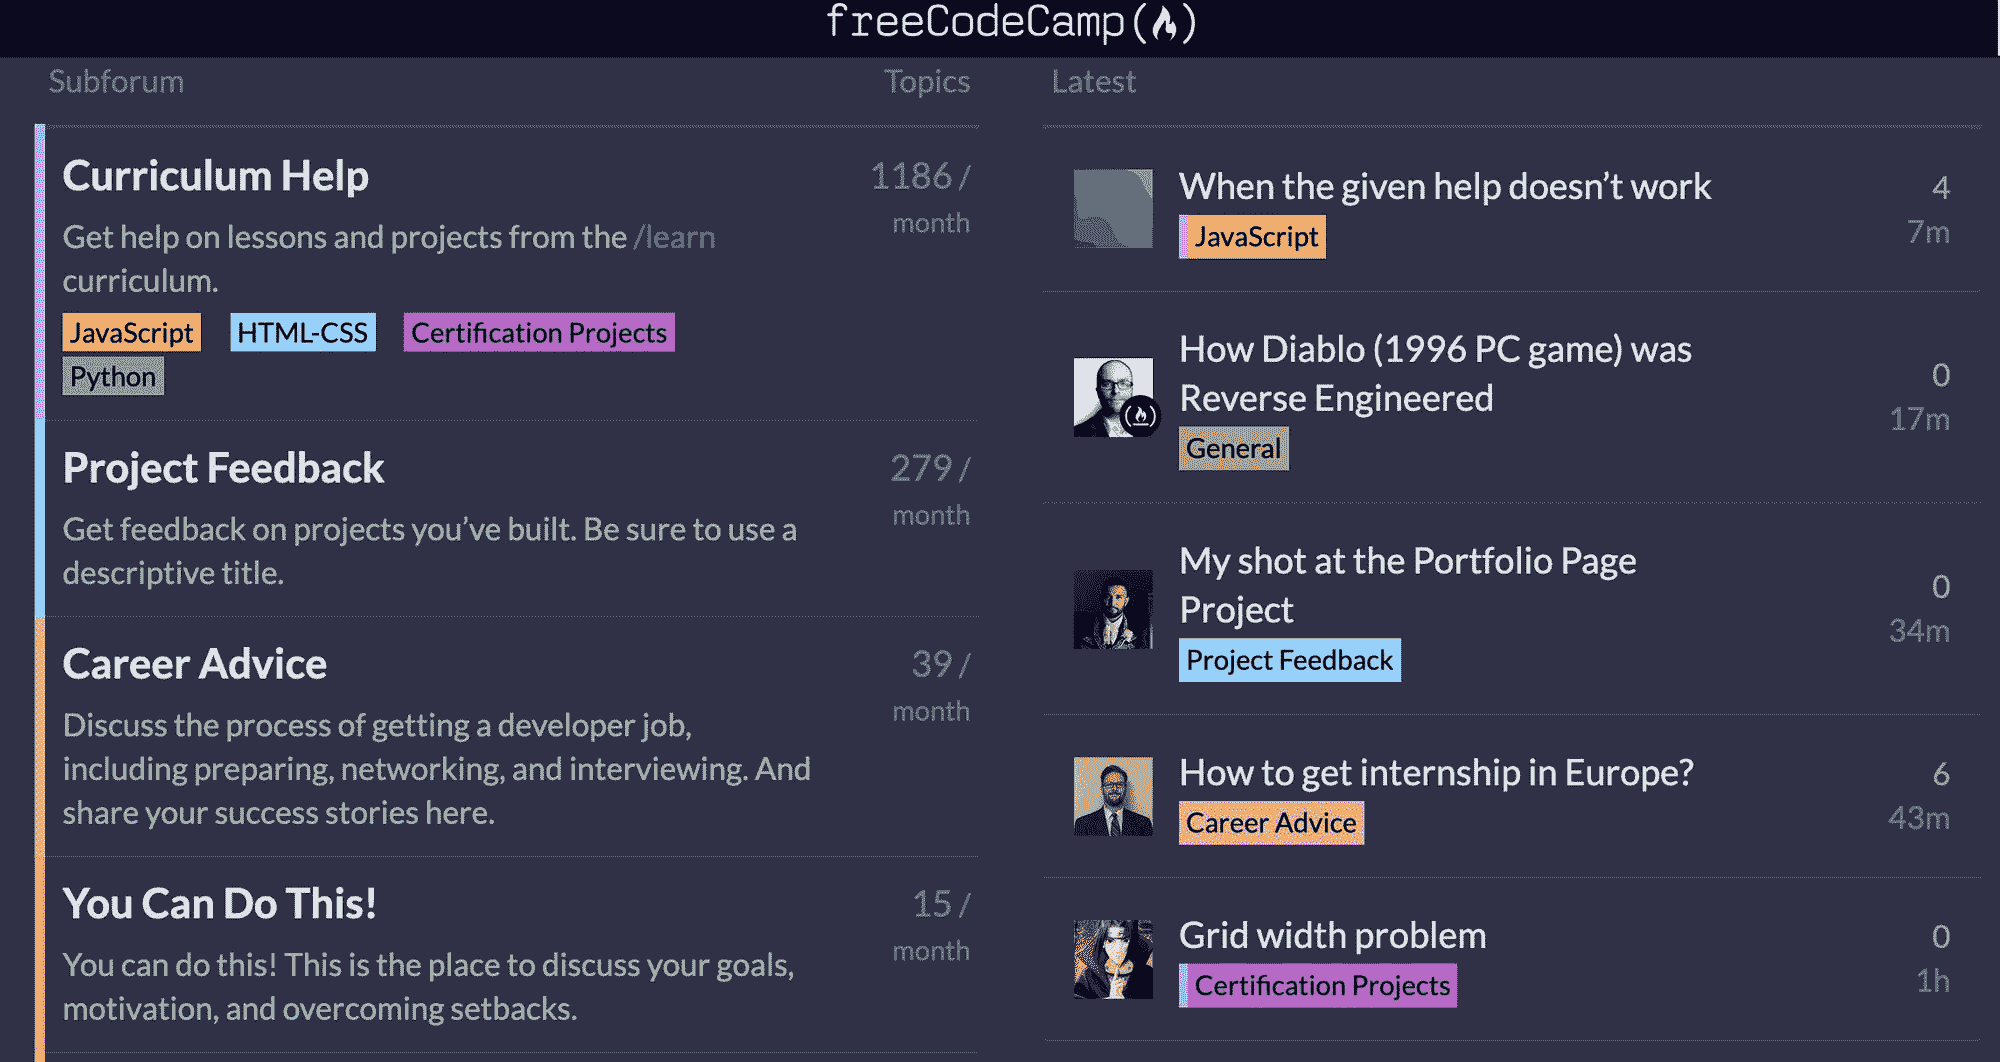 freeCodeCamp(🔥)
Subforum Topics
Curriculum Help 1186 /
month
Get help on lessons and projects from the /learn
curriculum.
JavaScript HTML-CSS Certification Projects
Python
Project Feedback 279 /
month
Get feedback on projects you’ve built. Be sure to use a
descriptive title.
Career Advice 39 /
month
Discuss the process of getting a developer job,
including preparing, networking, and interviewing. And
share your success stories here.
You Can Do This! 15 /
month
You can do this! This is the place to discuss your goals,
motivation, and overcoming setbacks.
Latest
When the given help doesn’t work 4
JavaScript 7m
How Diablo (1996 PC game) was
Reverse Engineered 0
General 17m
My shot at the Portfolio Page
Project 0
Project Feedback 34m
How to get internship in Europe? 6
Career Advice 43m
Grid width problem 0
Certification Projects 1h